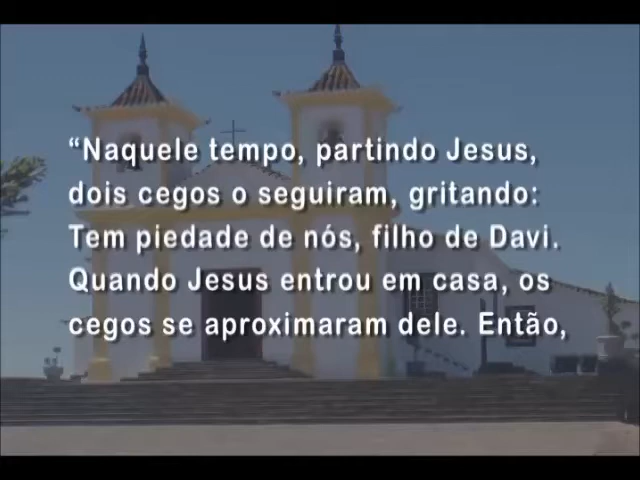 “Naquele tempo, partindo Jesus,
dois cegos o seguiram, gritando:
Tem piedade de nós, filho de Davi.
Quando Jesus entrou em casa, os
cegos se aproximaram dele. Então,